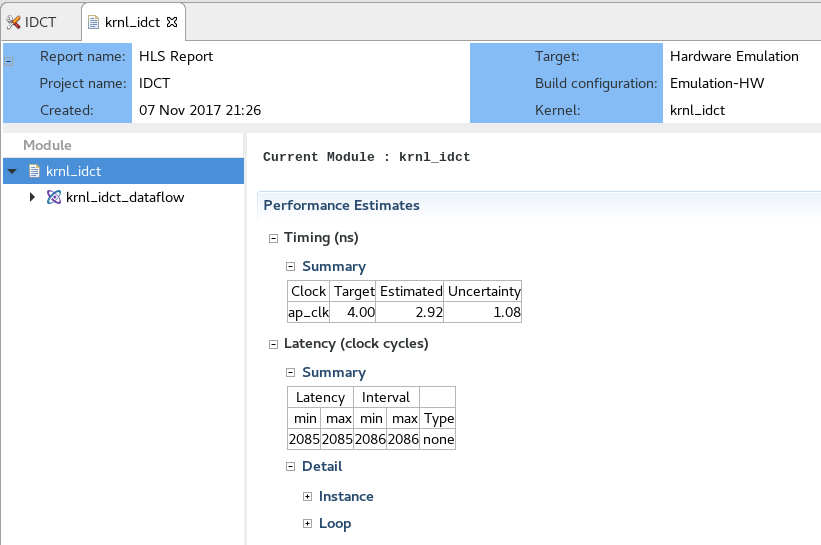 IDCT krnl_idct
Report name: HLS Report Target: Hardware Emulation
Project name: IDCT Build configuration: Emulation-HW
Created: 07 Nov 2017 21:26 Kernel: krnl_idct
Module
krnl_idct
krnl_idct_dataflow
Current Module : krnl_idct
Performance Estimates
Timing (ns)
Summary
Clock Target Estimated Uncertainty
ap_clk 4.00 2.92 1.08
Latency (clock cycles)
Summary
Latency Interval
min max min max Type
2085 2085 2086 2086 none
Detail
Instance
Loop